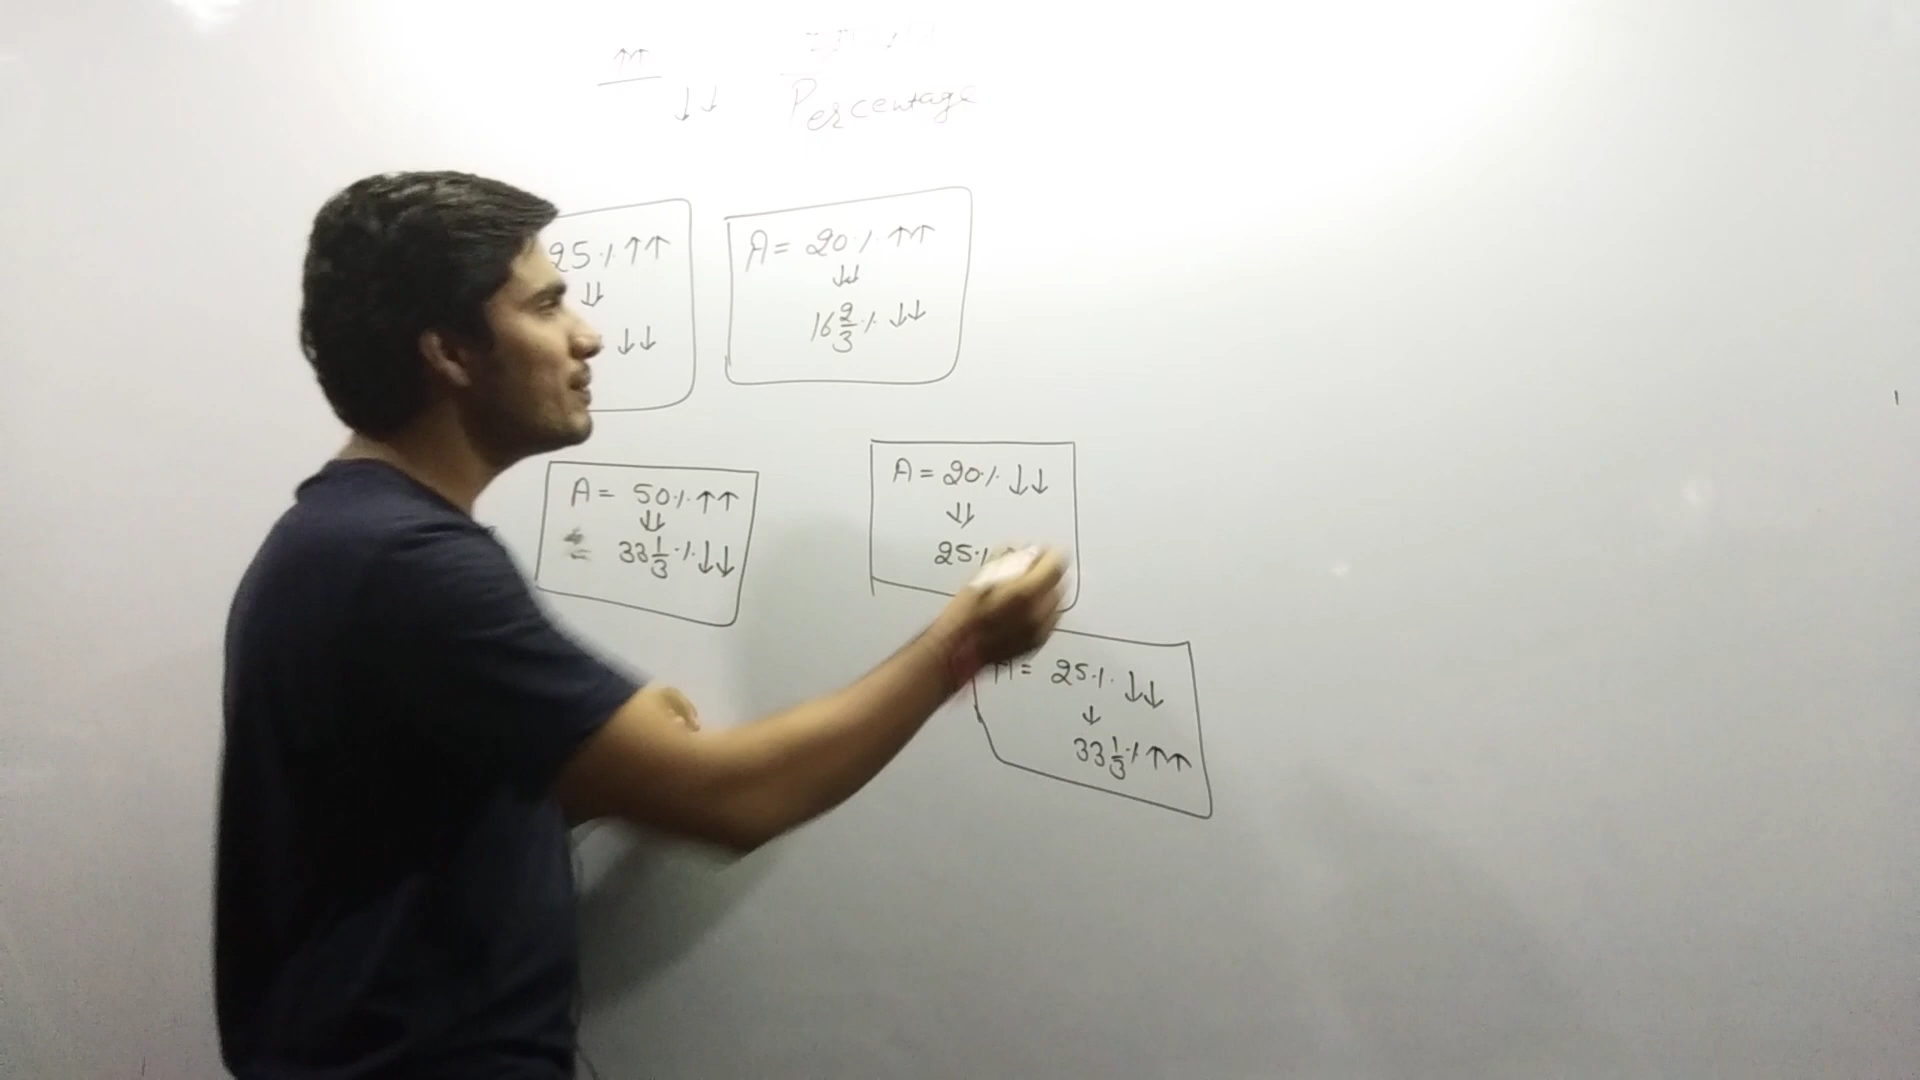 ↑↑
↓↓ Percentage
25% ↑↑
⇓
↓↓
A = 20% ↑↑
⇓
16 2/3 % ↓↓
A = 50% ↑↑
⇓
= 33 1/3 % ↓↓
A = 20% ↓↓
⇓
25%
A = 25% ↓↓
↓
33 1/3 % ↑↑